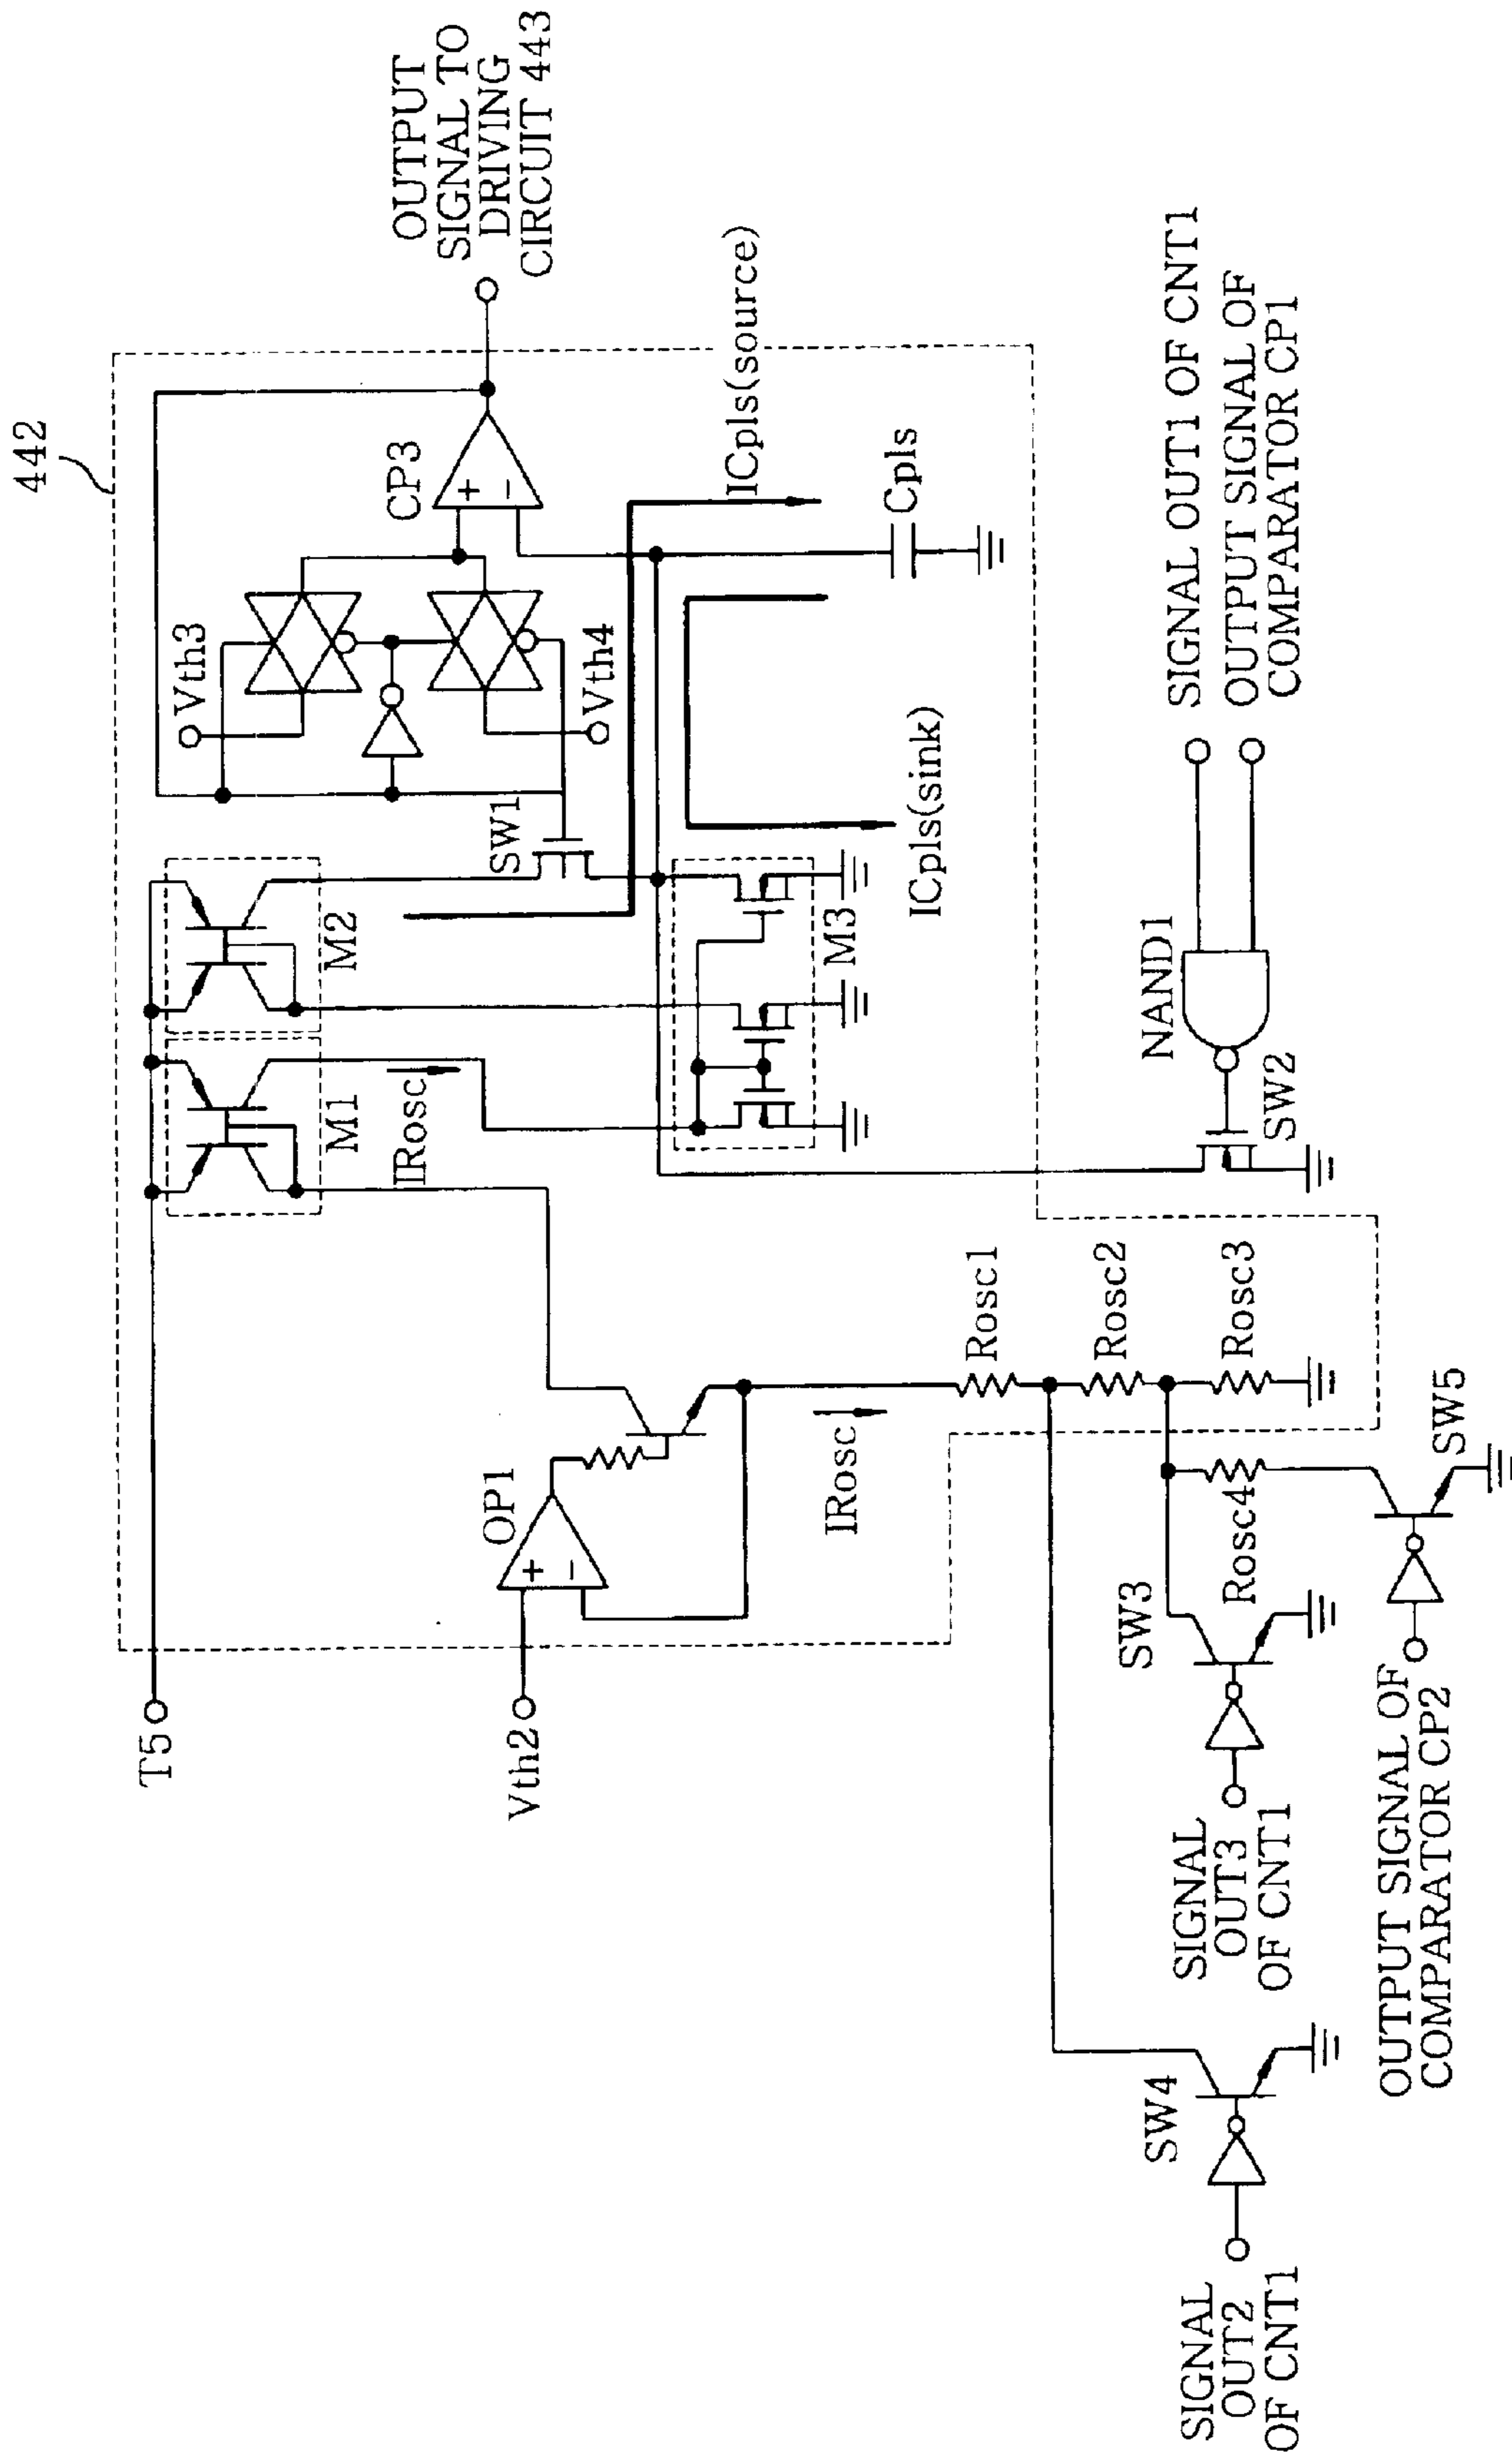 442
OUTPUT
SIGNAL TO
DRIVING
CIRCUIT 443
T5
M1
M2
IRosc
Vth3
Vth4
CP3
+
−
SW1
ICpls(source)
Cpls
ICpls(sink)
M3
Vth2
OP1
+
−
IRosc
Rosc1
Rosc2
Rosc3
Rosc4
SW2
NAND1
SIGNAL OUT1 OF CNT1
OUTPUT SIGNAL OF
COMPARATOR CP1
SW4
SW3
SW5
SIGNAL
OUT2
OF CNT1
SIGNAL
OUT3
OF CNT1
OUTPUT SIGNAL OF
COMPARATOR CP2